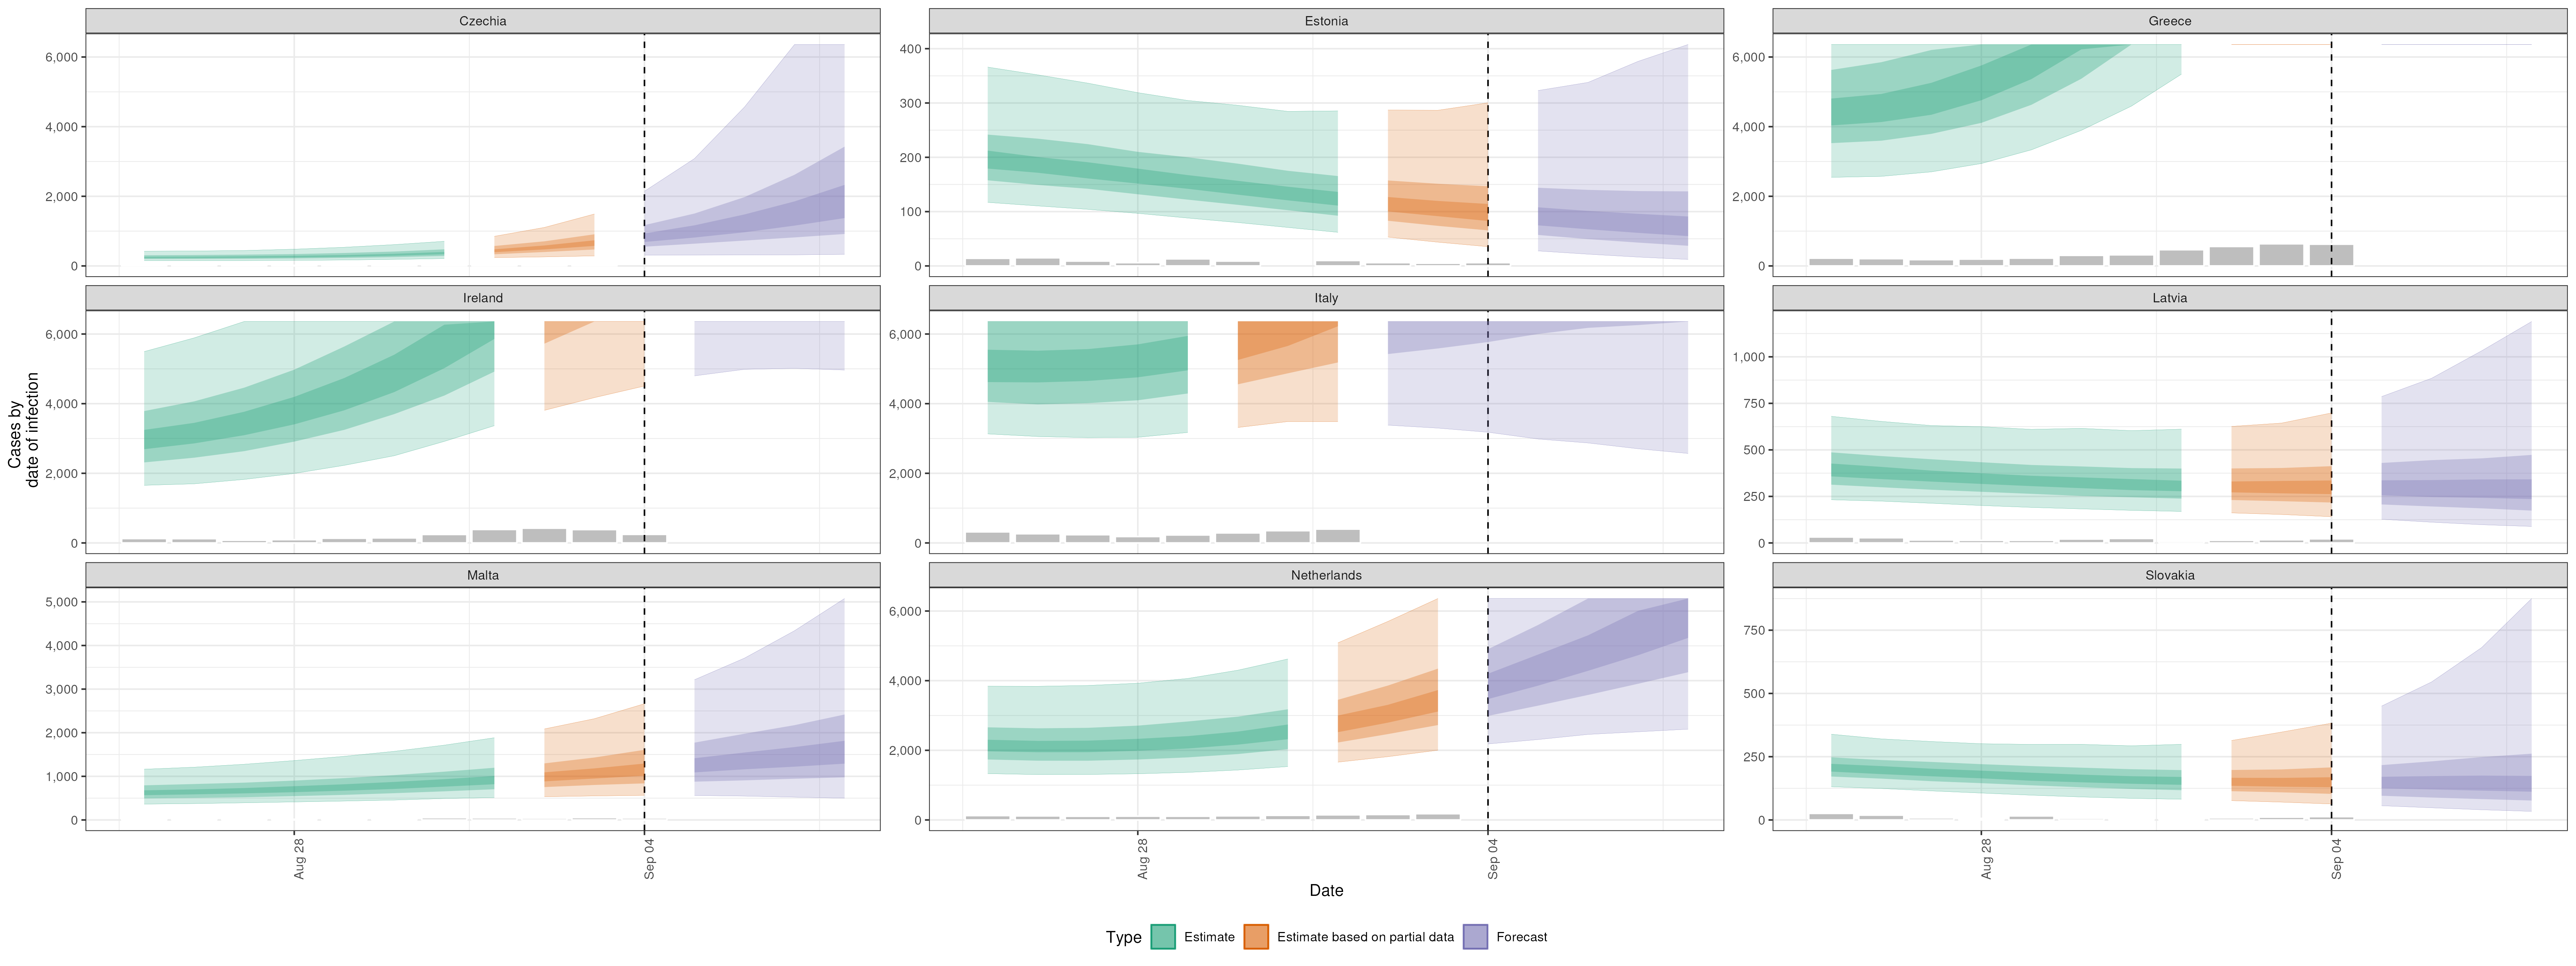 Czechia
Estonia
Greece
6,000
4,000
2,000
0
400
300
200
100
0
6,000
4,000
2,000
0
Ireland
Italy
Latvia
6,000
4,000
2,000
0
6,000
4,000
2,000
0
1,000
750
500
250
0
Cases by
date of infection
Malta
Netherlands
Slovakia
5,000
4,000
3,000
2,000
1,000
0
6,000
4,000
2,000
0
750
500
250
0
Aug 28
Sep 04
Aug 28
Sep 04
Aug 28
Sep 04
Date
Type Estimate Estimate based on partial data Forecast